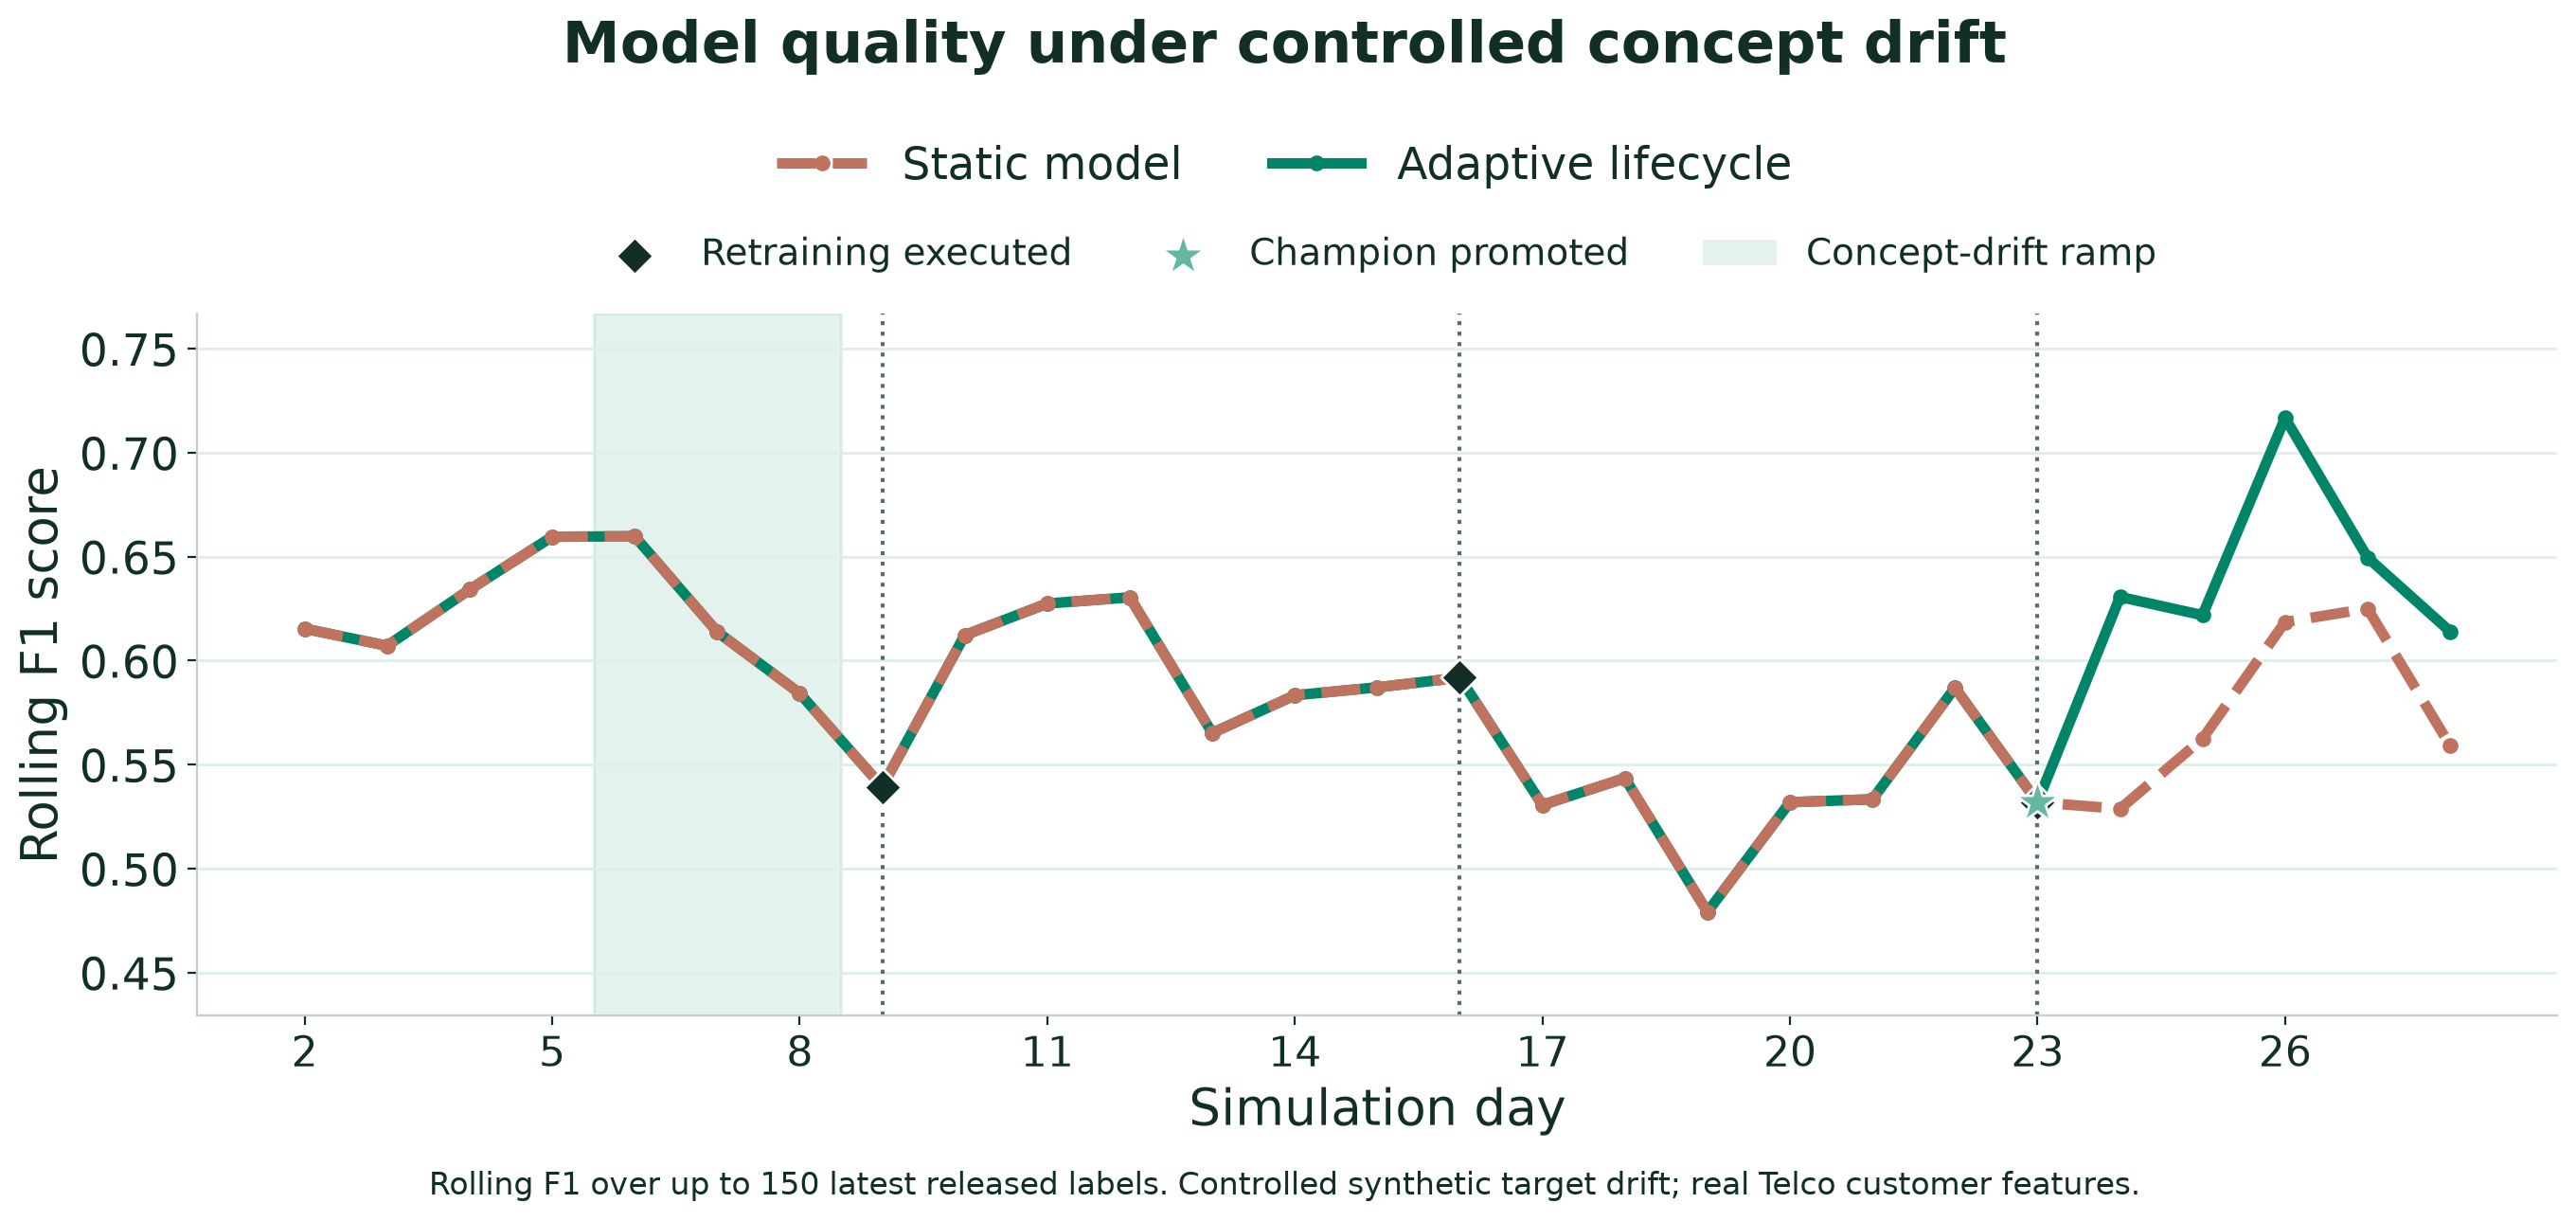 Model quality under controlled concept drift
Static model
Adaptive lifecycle
Retraining executed
Champion promoted
Concept-drift ramp
Rolling F1 score
0.75
0.70
0.65
0.60
0.55
0.50
0.45
2
5
8
11
14
17
20
23
26
Simulation day
Rolling F1 over up to 150 latest released labels. Controlled synthetic target drift; real Telco customer features.